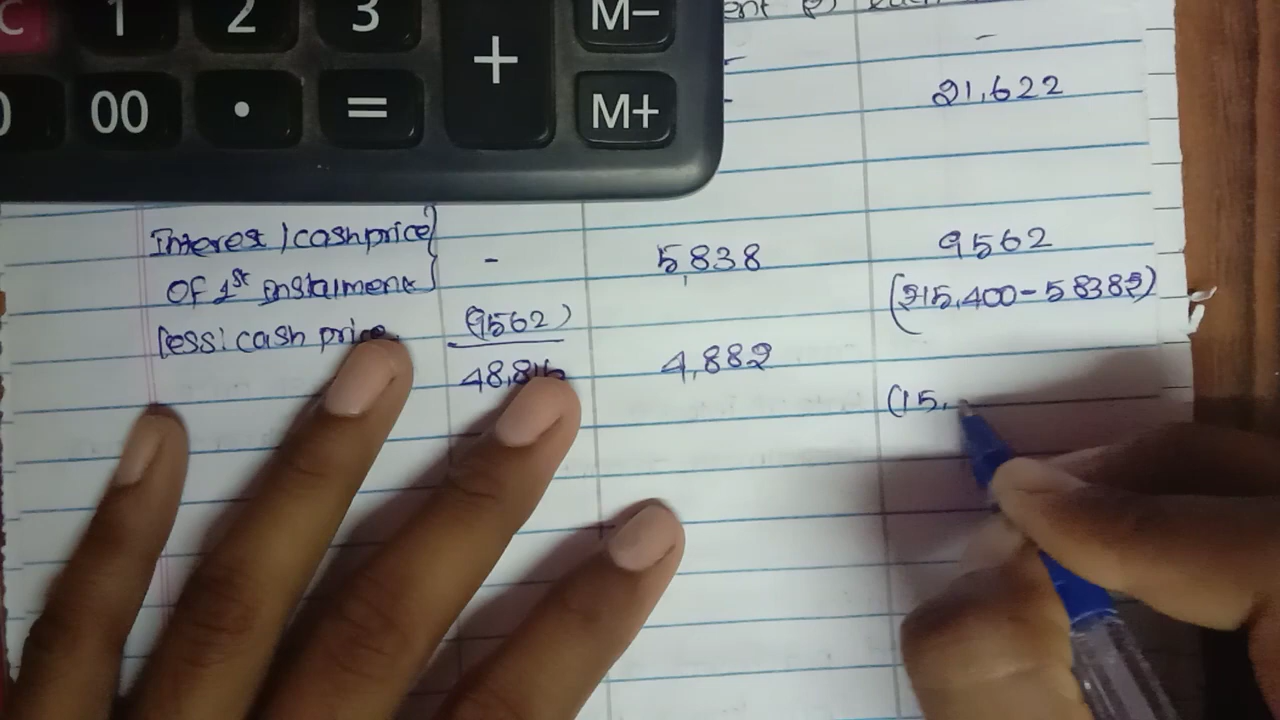 C 1 2 3 + M−
00 • = M+
each
-
21,622
Interest / cash price
of 1st instalment - 5,838 9562
(15,400-5838)
Less: cash price (9562)
48,816 4,882
(15,